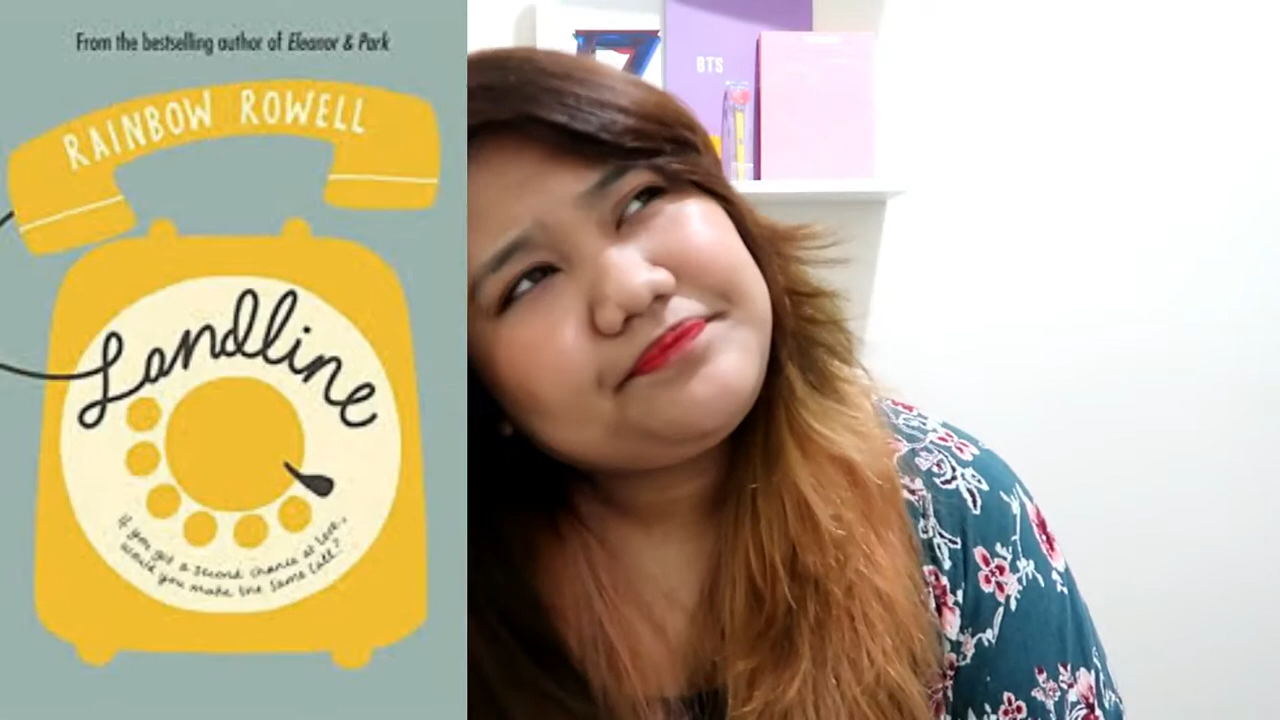 From the bestselling author of Eleanor & Park
RAINBOW ROWELL
Landline
If you got a second chance at love,
would you make the same call?
BTS